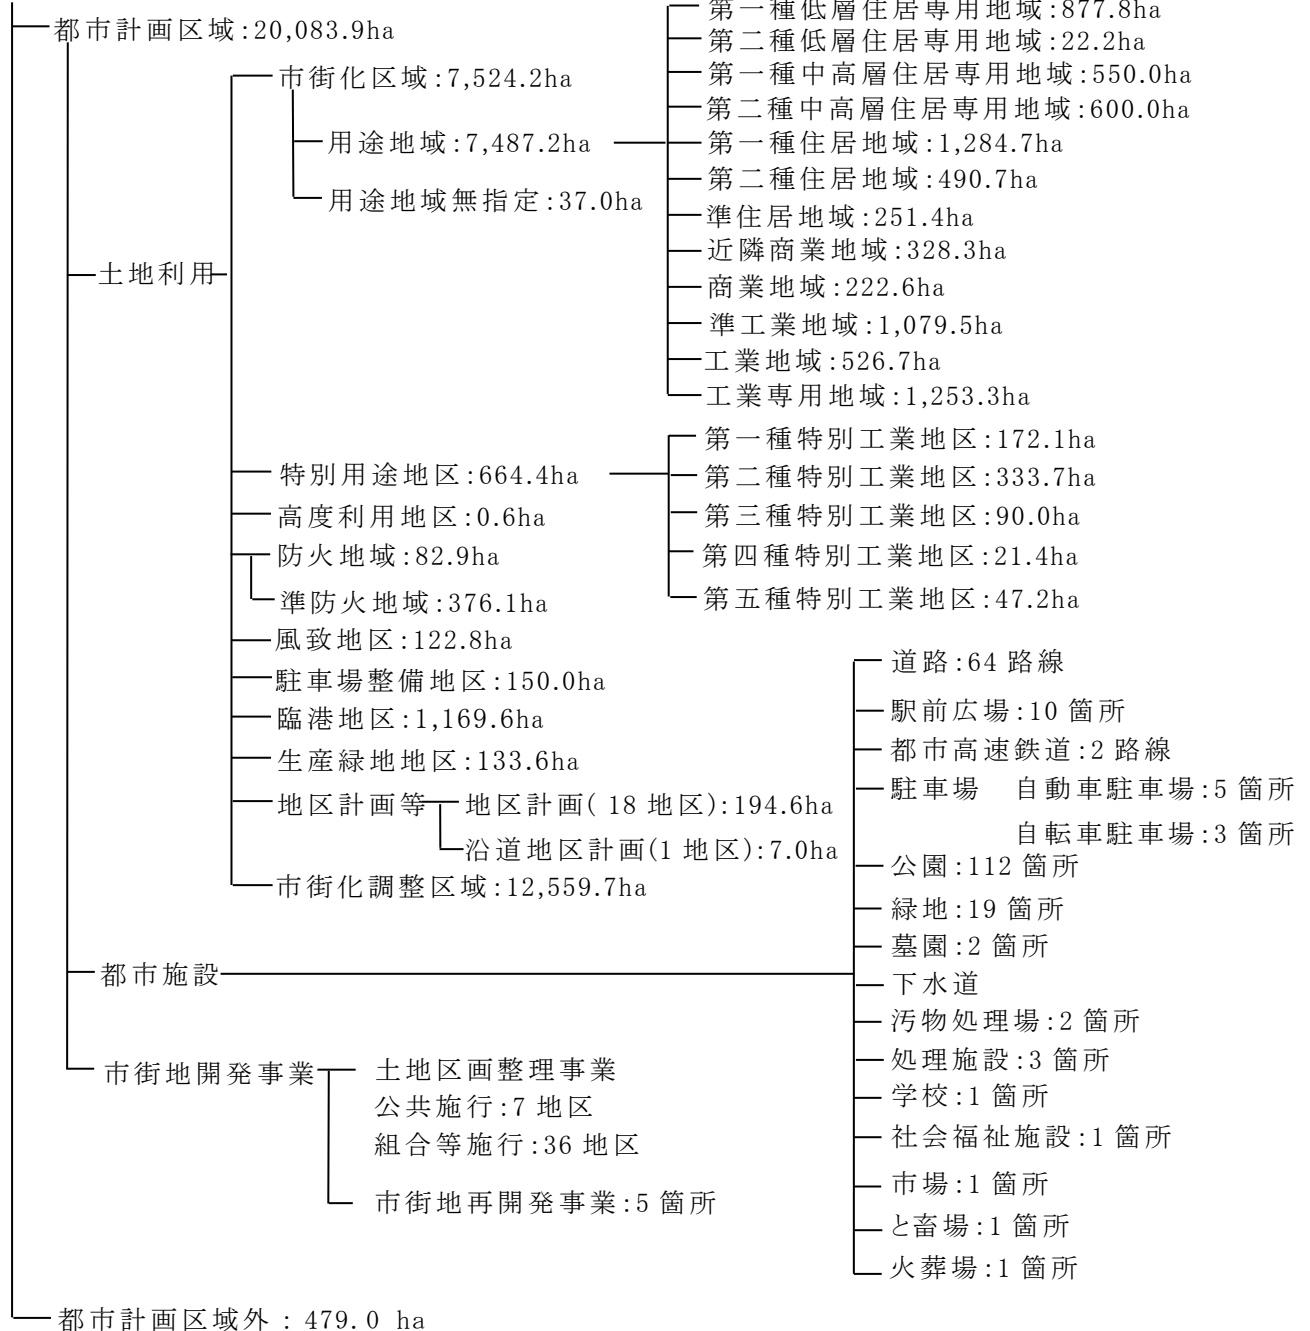 都市計画区域:20,083.9ha
土地利用
市街化区域:7,524.2ha
用途地域:7,487.2ha
第一種低層住居専用地域:877.8ha
第二種低層住居専用地域:22.2ha
第一種中高層住居専用地域:550.0ha
第二種中高層住居専用地域:600.0ha
第一種住居地域:1,284.7ha
第二種住居地域:490.7ha
準住居地域:251.4ha
近隣商業地域:328.3ha
商業地域:222.6ha
準工業地域:1,079.5ha
工業地域:526.7ha
工業専用地域:1,253.3ha
用途地域無指定:37.0ha
特別用途地区:664.4ha
第一種特別工業地区:172.1ha
第二種特別工業地区:333.7ha
第三種特別工業地区:90.0ha
第四種特別工業地区:21.4ha
第五種特別工業地区:47.2ha
高度利用地区:0.6ha
防火地域:82.9ha
準防火地域:376.1ha
風致地区:122.8ha
駐車場整備地区:150.0ha
臨港地区:1,169.6ha
生産緑地地区:133.6ha
地区計画等
地区計画( 18 地区):194.6ha
沿道地区計画(1 地区):7.0ha
市街化調整区域:12,559.7ha
都市施設
道路:64 路線
駅前広場:10 箇所
都市高速鉄道:2 路線
駐車場 自動車駐車場:5 箇所
自転車駐車場:3 箇所
公園:112 箇所
緑地:19 箇所
墓園:2 箇所
下水道
汚物処理場:2 箇所
処理施設:3 箇所
学校:1 箇所
社会福祉施設:1 箇所
市場:1 箇所
と畜場:1 箇所
火葬場:1 箇所
市街地開発事業
土地区画整理事業
公共施行:7 地区
組合等施行:36 地区
市街地再開発事業:5 箇所
都市計画区域外 : 479.0 ha